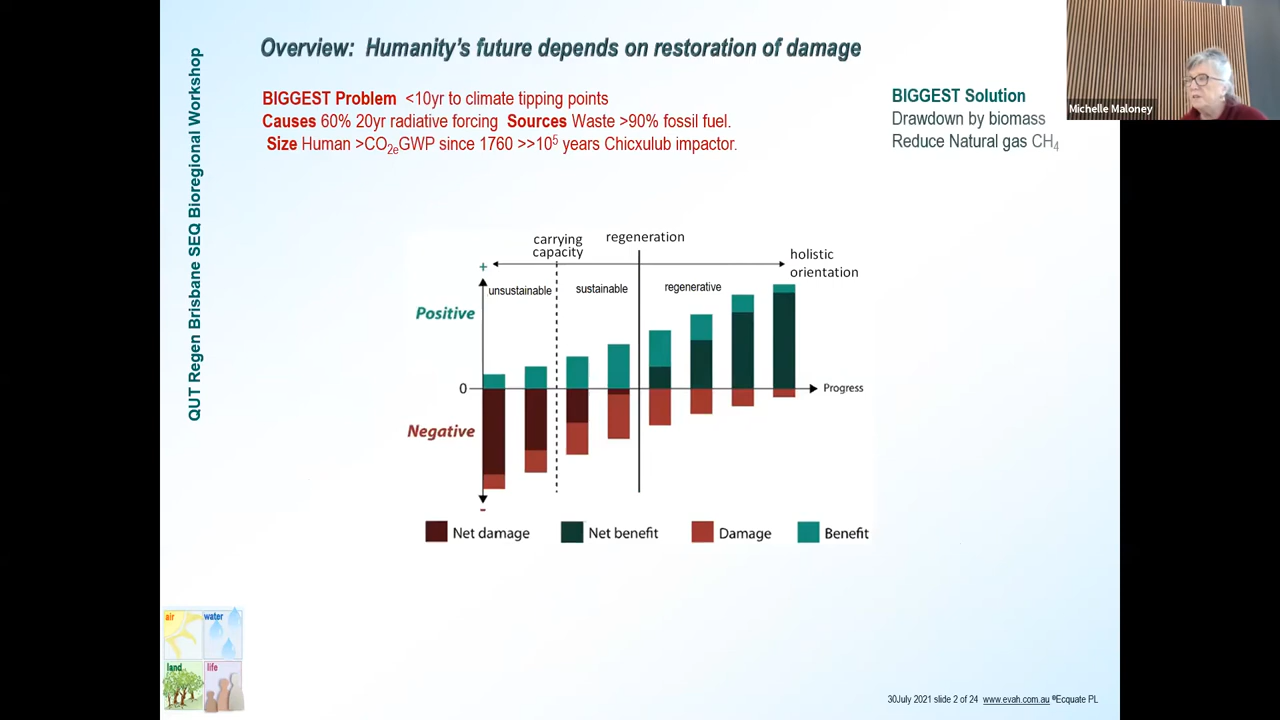 Overview: Humanity's future depends on restoration of damage
QUT Regen Brisbane SEQ Bioregional Workshop
BIGGEST Problem <10yr to climate tipping points
Causes 60% 20yr radiative forcing Sources Waste >90% fossil fuel.
Size Human >CO2eGWP since 1760 >>10⁵ years Chicxulub impactor.
BIGGEST Solution
Drawdown by biomass
Reduce Natural gas CH4
Michelle Maloney
carrying
capacity
regeneration
holistic
orientation
+
unsustainable
sustainable
regenerative
Positive
0
Progress
Negative
-
Net damage
Net benefit
Damage
Benefit
air
water
land
life
30July 2021 slide 2 of 24 www.evah.com.au ©Ecquate PL